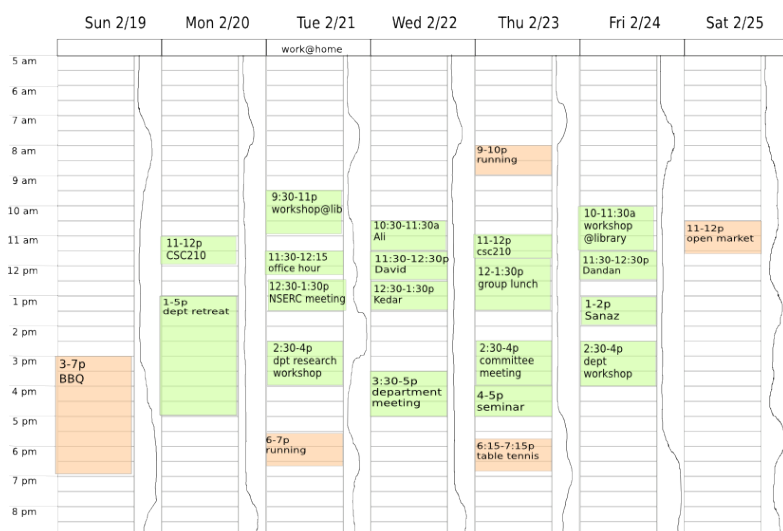 Sun 2/19
Mon 2/20
Tue 2/21
Wed 2/22
Thu 2/23
Fri 2/24
Sat 2/25
work@home
5 am
6 am
7 am
8 am
9 am
10 am
11 am
12 pm
1 pm
2 pm
3 pm
4 pm
5 pm
6 pm
7 pm
8 pm
3-7p
BBQ
11-12p
CSC210
1-5p
dept retreat
9:30-11p
workshop@lib
11:30-12:15
office hour
12:30-1:30p
NSERC meeting
2:30-4p
dpt research
workshop
6-7p
running
10:30-11:30a
Ali
11:30-12:30p
David
12:30-1:30p
Kedar
3:30-5p
department
meeting
9-10p
running
11-12p
csc210
12-1:30p
group lunch
2:30-4p
committee
meeting
4-5p
seminar
6:15-7:15p
table tennis
10-11:30a
workshop
@library
11:30-12:30p
Dandan
1-2p
Sanaz
2:30-4p
dept
workshop
11-12p
open market